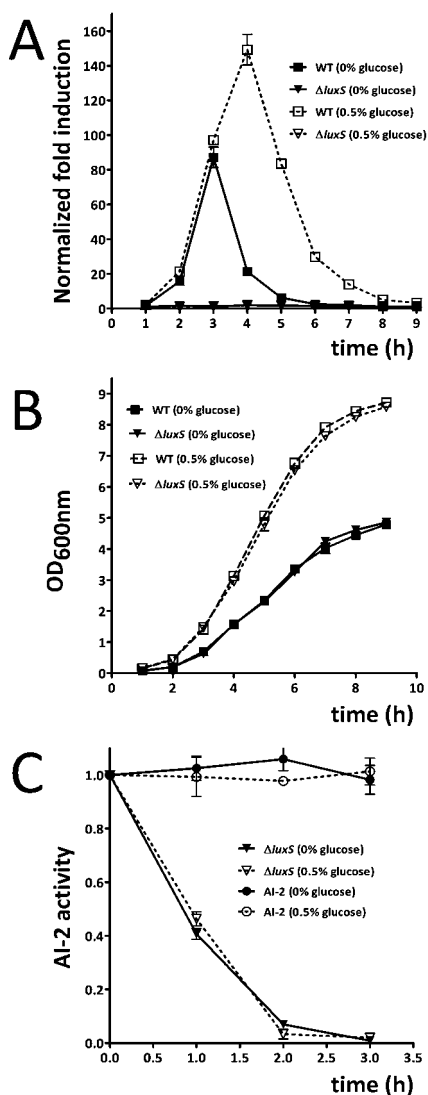 A
Normalized fold induction
160
140
120
100
80
60
40
20
0
WT (0% glucose)
ΔluxS (0% glucose)
WT (0.5% glucose)
ΔluxS (0.5% glucose)
0 1 2 3 4 5 6 7 8 9
time (h)
B
OD600nm
9
8
7
6
5
4
3
2
1
0
WT (0% glucose)
ΔluxS (0% glucose)
WT (0.5% glucose)
ΔluxS (0.5% glucose)
0 2 4 6 8 10
time (h)
C
AI-2 activity
1.0
0.8
0.6
0.4
0.2
0.0
ΔluxS (0% glucose)
ΔluxS (0.5% glucose)
AI-2 (0% glucose)
AI-2 (0.5% glucose)
0.0 0.5 1.0 1.5 2.0 2.5 3.0 3.5
time (h)